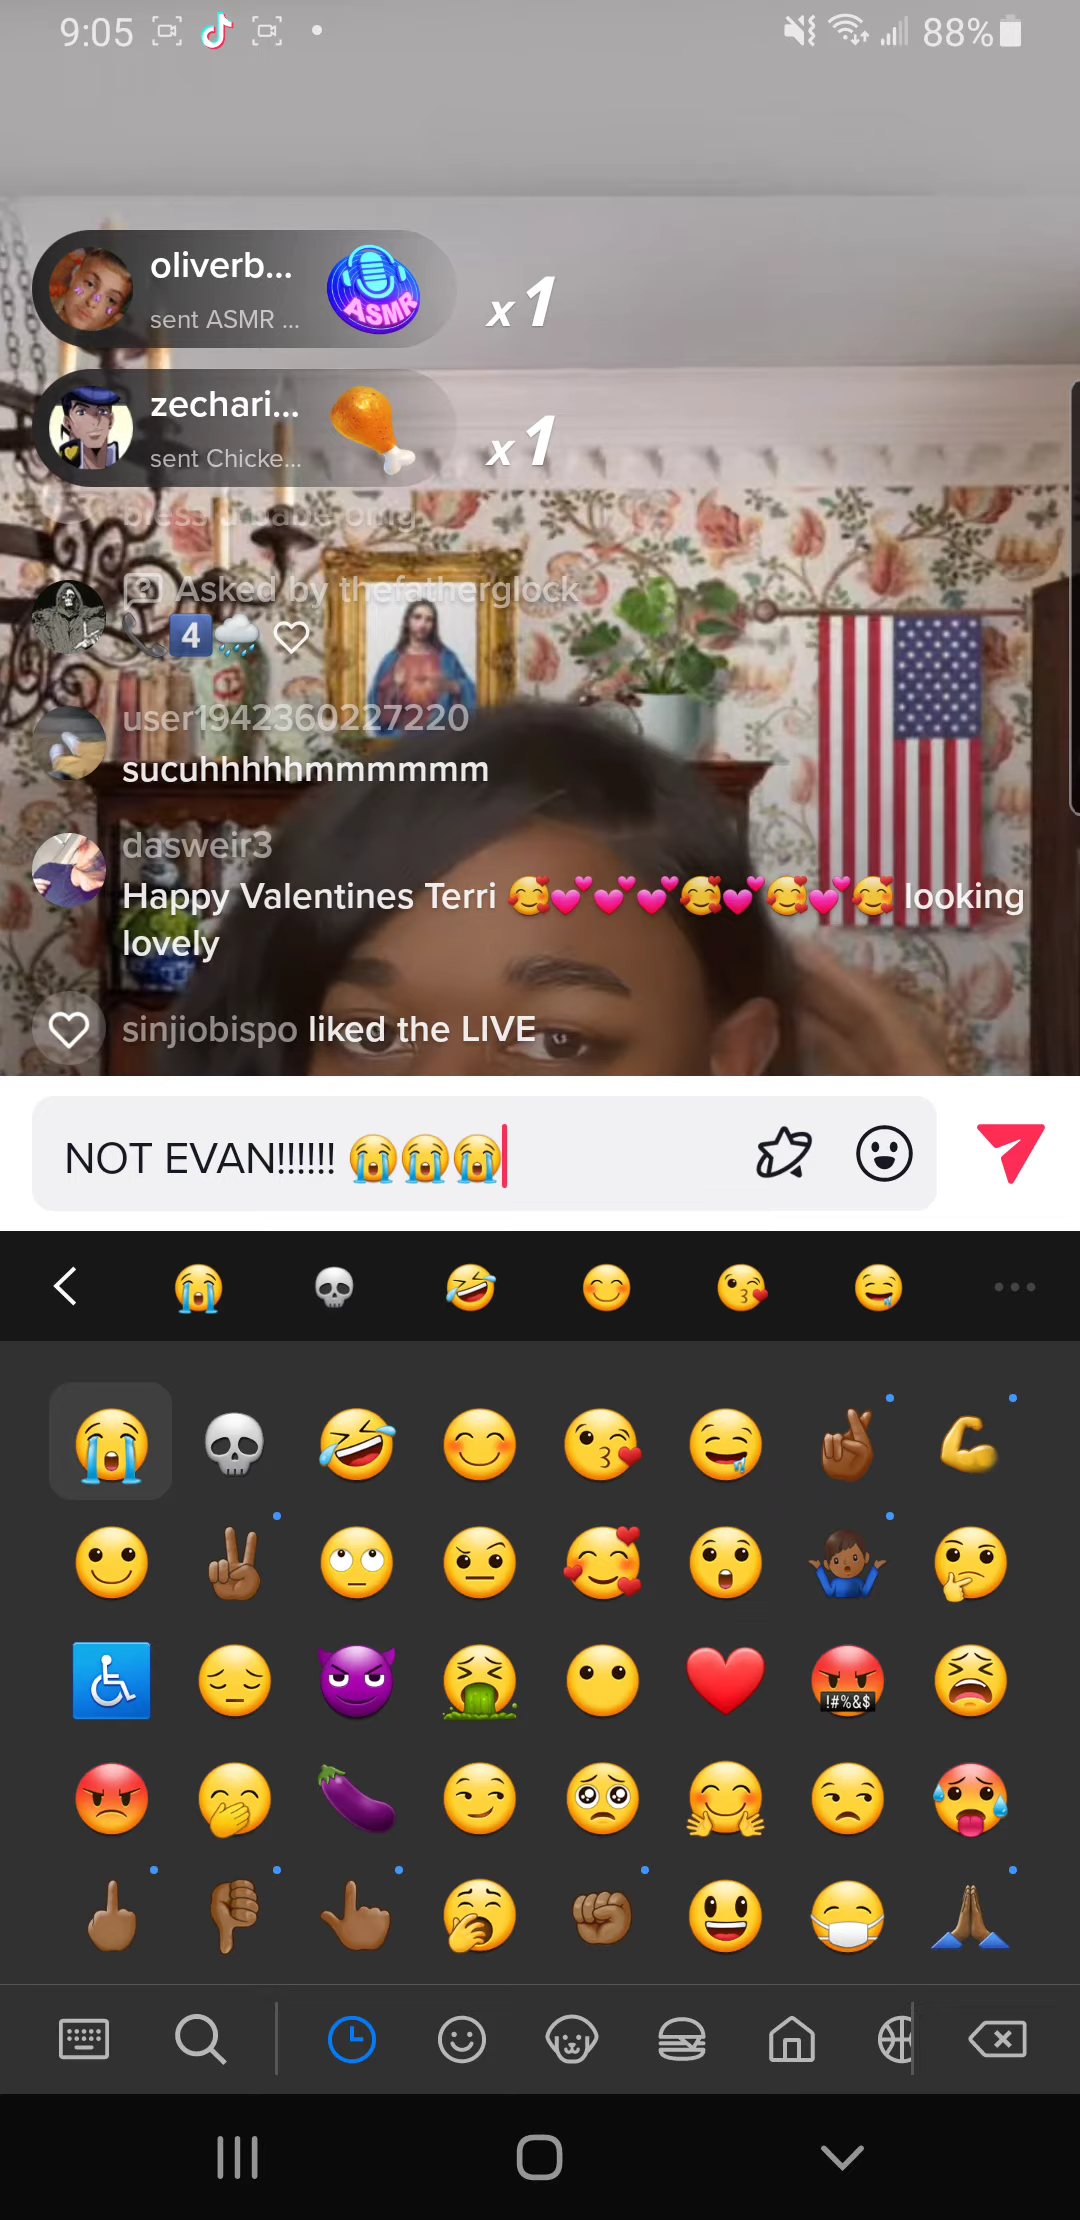 9:05 88%
oliverb...
sent ASMR ...
ASMR
x1
zechari...
sent Chicke...
x1
Asked by thefatherglock
4
user1942360227220
sucuhhhhhmmmmmm
dasweir3
Happy Valentines Terri 🥰💕💕💕🥰💕🥰💕🥰 looking
lovely
sinjiobispo liked the LIVE
NOT EVAN!!!!!! 😭😭😭
!#%&$